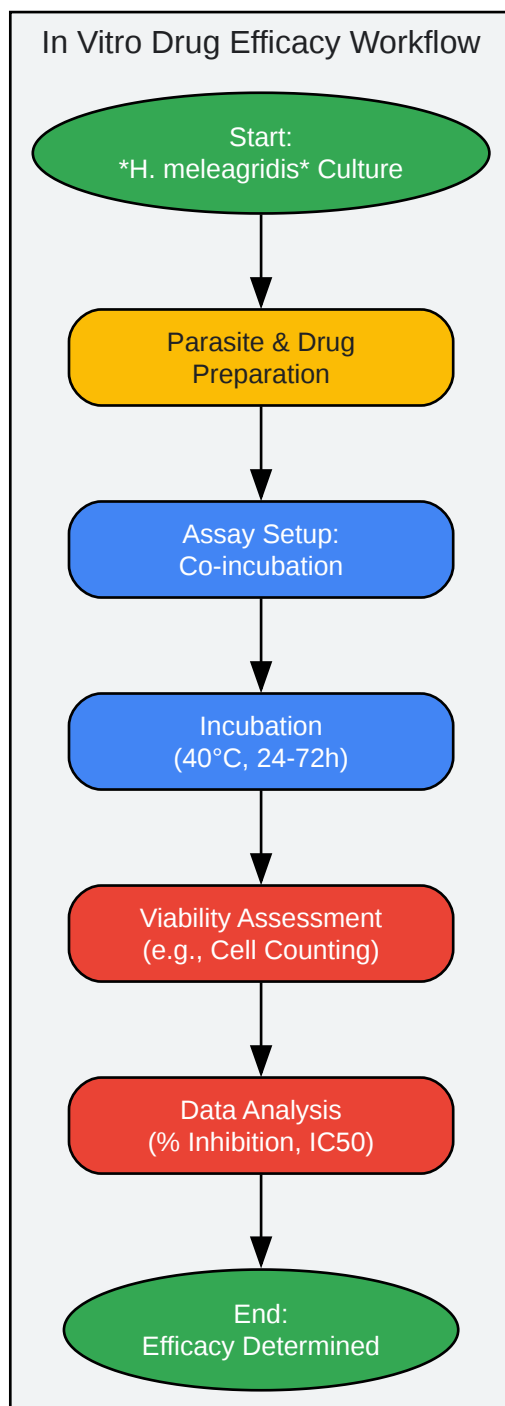 In Vitro Drug Efficacy Workflow
Start:
*H. meleagridis* Culture
Parasite & Drug
Preparation
Assay Setup:
Co-incubation
Incubation
(40°C, 24-72h)
Viability Assessment
(e.g., Cell Counting)
Data Analysis
(% Inhibition, IC50)
End:
Efficacy Determined